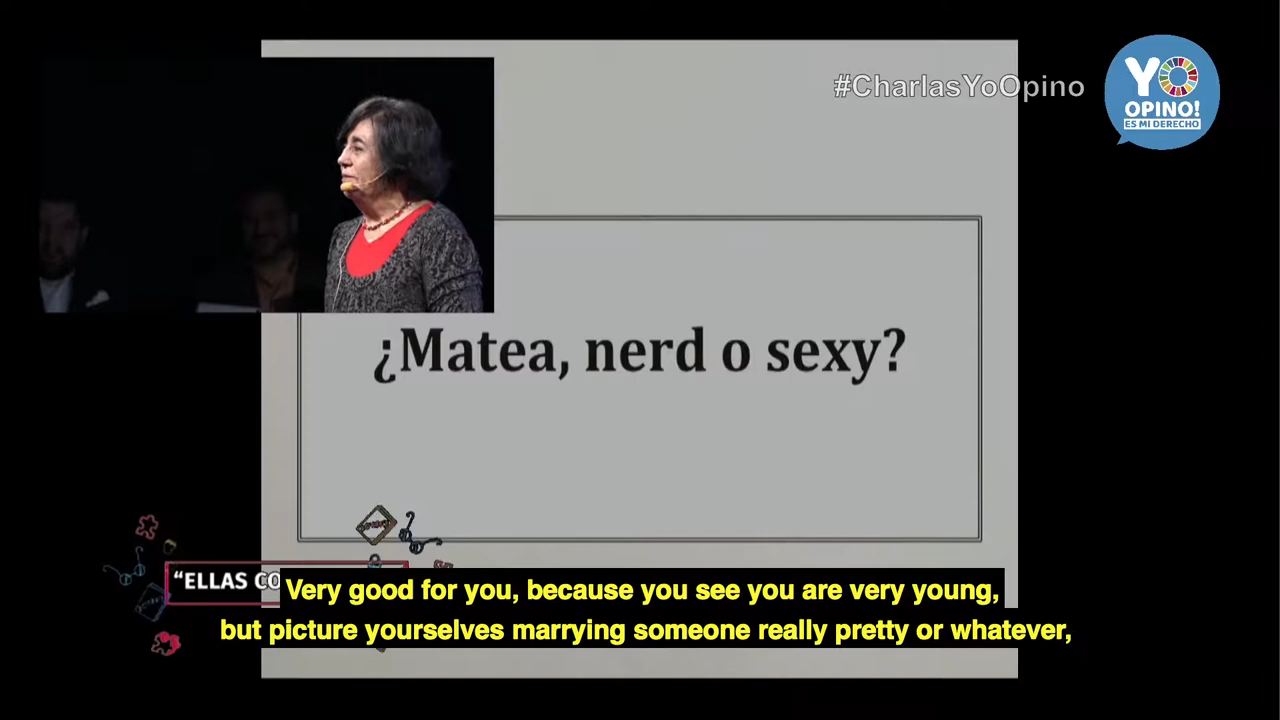 #CharlasYoOpino
YO
OPINO!
ES MI DERECHO
¿Matea, nerd o sexy?
“ELLAS CO
Very good for you, because you see you are very young,
but picture yourselves marrying someone really pretty or whatever,